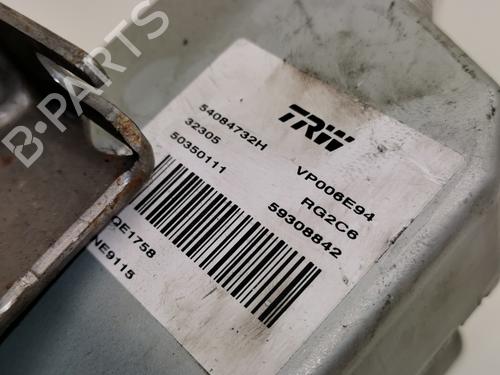 TRW
54084732H
VP006E94
32305
RG2C6
50350111
59308842
QE1758
NE9115
B-PARTS